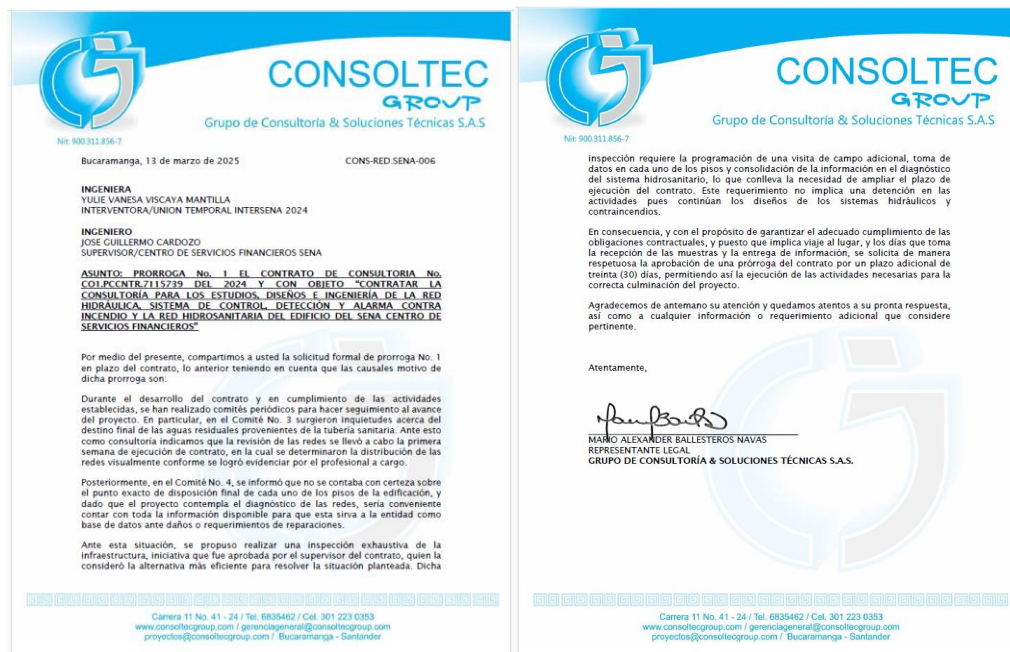 CONSOLTEC
GROUP
Grupo de Consultoría & Soluciones Técnicas S.A.S
Nit: 900.311.856-7
Bucaramanga, 13 de marzo de 2025 CONS-RED.SENA-006
INGENIERA
YULIE VANESA VISCAYA MANTILLA
INTERVENTORA/UNION TEMPORAL INTERSENA 2024
INGENIERO
JOSE GUILLERMO CARDOZO
SUPERVISOR/CENTRO DE SERVICIOS FINANCIEROS SENA
ASUNTO: PRORROGA No. 1 EL CONTRATO DE CONSULTORIA No.
CO1.PCCNTR.7115739 DEL 2024 Y CON OBJETO "CONTRATAR LA
CONSULTORÍA PARA LOS ESTUDIOS, DISEÑOS E INGENIERÍA DE LA RED
HIDRÁULICA, SISTEMA DE CONTROL, DETECCIÓN Y ALARMA CONTRA
INCENDIO Y LA RED HIDROSANITARIA DEL EDIFICIO DEL SENA CENTRO DE
SERVICIOS FINANCIEROS"
Por medio del presente, compartimos a usted la solicitud formal de prorroga No. 1
en plazo del contrato, lo anterior teniendo en cuenta que las causales motivo de
dicha prorroga son:
Durante el desarrollo del contrato y en cumplimiento de las actividades
establecidas, se han realizado comités periódicos para hacer seguimiento al avance
del proyecto. En particular, en el Comité No. 3 surgieron inquietudes acerca del
destino final de las aguas residuales provenientes de la tubería sanitaria. Ante esto
como consultoría indicamos que la revisión de las redes se llevó a cabo la primera
semana de ejecución de contrato, en la cual se determinaron la distribución de las
redes visualmente conforme se logró evidenciar por el profesional a cargo.
Posteriormente, en el Comité No. 4, se informó que no se contaba con certeza sobre
el punto exacto de disposición final de cada uno de los pisos de la edificación, y
dado que el proyecto contempla el diagnóstico de las redes, sería conveniente
contar con toda la información disponible para que esta sirva a la entidad como
base de datos ante daños o requerimientos de reparaciones.
Ante esta situación, se propuso realizar una inspección exhaustiva de la
infraestructura, iniciativa que fue aprobada por el supervisor del contrato, quien la
consideró la alternativa más eficiente para resolver la situación planteada. Dicha
Carrera 11 No. 41 - 24 / Tel. 6835462 / Cel. 301 223 0353
www.consoltecgroup.com / gerenciageneral@consoltecgroup.com
proyectos@consoltecgroup.com / Bucaramanga - Santander
CONSOLTEC
GROUP
Grupo de Consultoría & Soluciones Técnicas S.A.S
Nit: 900.311.856-7
inspección requiere la programación de una visita de campo adicional, toma de
datos en cada uno de los pisos y consolidación de la información en el diagnóstico
del sistema hidrosanitario, lo que conlleva la necesidad de ampliar el plazo de
ejecución del contrato. Este requerimiento no implica una detención en las
actividades pues continúan los diseños de los sistemas hidráulicos y
contraincendios.
En consecuencia, y con el propósito de garantizar el adecuado cumplimiento de las
obligaciones contractuales, y puesto que implica viaje al lugar, y los días que toma
la recepción de las muestras y la entrega de información, se solicita de manera
respetuosa la aprobación de una prórroga del contrato por un plazo adicional de
treinta (30) días, permitiendo así la ejecución de las actividades necesarias para la
correcta culminación del proyecto.
Agradecemos de antemano su atención y quedamos atentos a su pronta respuesta,
así como a cualquier información o requerimiento adicional que considere
pertinente.
Atentamente,
MARIO ALEXANDER BALLESTEROS NAVAS
REPRESENTANTE LEGAL
GRUPO DE CONSULTORÍA & SOLUCIONES TÉCNICAS S.A.S.
Carrera 11 No. 41 - 24 / Tel. 6835462 / Cel. 301 223 0353
www.consoltecgroup.com / gerenciageneral@consoltecgroup.com
proyectos@consoltecgroup.com / Bucaramanga - Santander